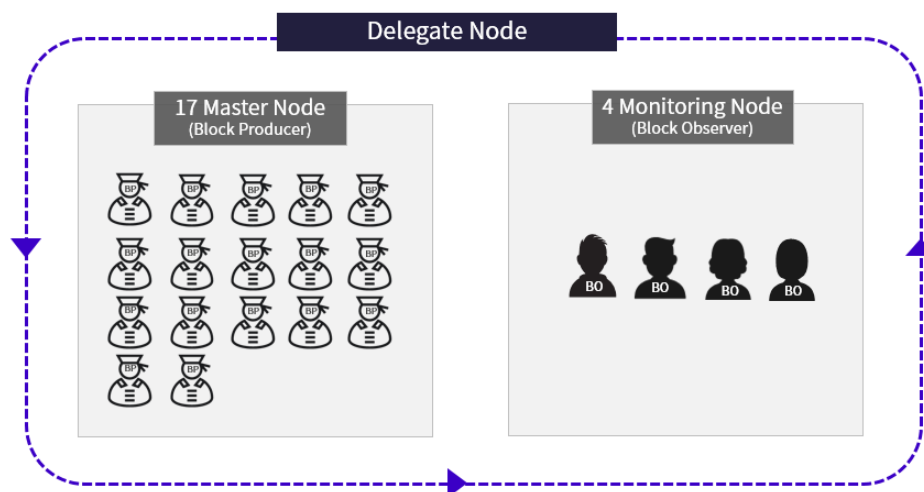 Delegate Node
17 Master Node
(Block Producer)
4 Monitoring Node
(Block Observer)
BP BP BP BP BP
BP BP BP BP BP
BP BP BP BP BP
BP BP
BO BO BO BO